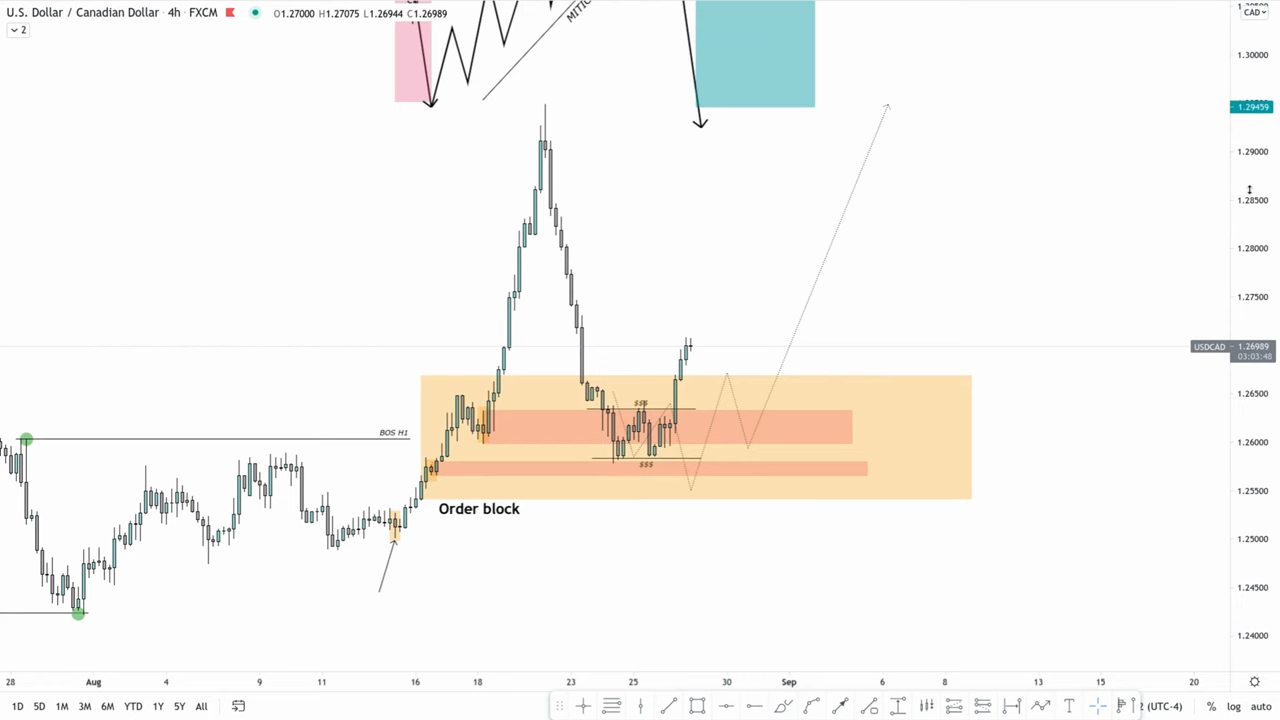 U.S. Dollar / Canadian Dollar · 4h · FXCM O1.27000 H1.27075 L1.26944 C1.26989
2
CAD
1.30000
1.29459
1.29000
1.28500
1.28000
1.27500
USDCAD 1.26989
03:03:48
1.26500
1.26000
1.25500
1.25000
1.24500
1.24000
BOS H1
$$$
$$$
Order block
28 Aug 4 9 11 16 18 23 25 30 Sep 6 8 13 15 20
1D 5D 1M 3M 6M YTD 1Y 5Y All
(UTC-4) % log auto